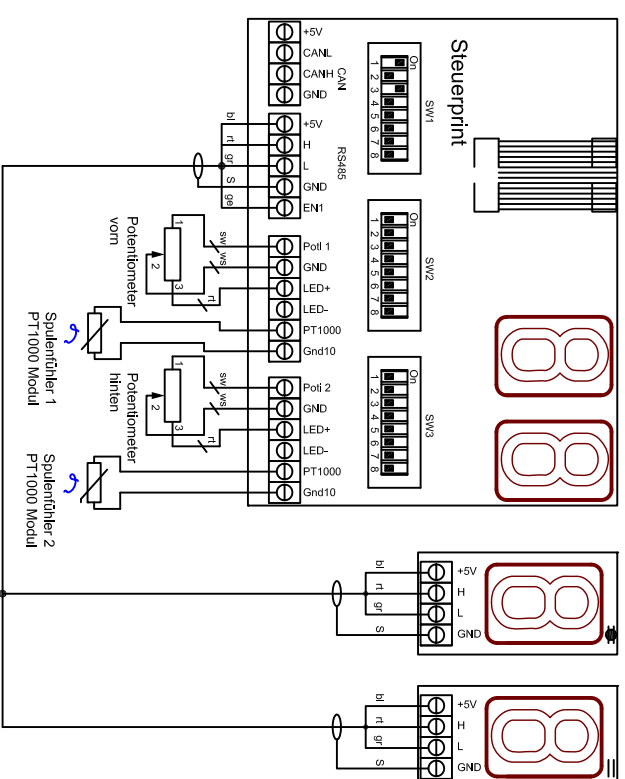 Steuerprint
On
1 2 3 4 5 6 7 8
SW1
On
1 2 3 4 5 6 7 8
SW2
On
1 2 3 4 5 6 7 8
SW3
+5V
CANL
CANH
GND
CAN
+5V
H
L
GND
EN1
RS485
bl
rt
gr
S
ge
Potl 1
GND
LED+
LED-
PT1000
Gnd10
sw
ws
rt
1
2
3
Potentiometer
vorn
Spulenfühler 1
PT1000 Modul
Poti 2
GND
LED+
LED-
PT1000
Gnd10
sw
ws
rt
1
2
3
Potentiometer
hinten
Spulenfühler 2
PT1000 Modul
+5V
H
L
GND
bl
rt
gr
S
+5V
H
L
GND
bl
rt
gr
S